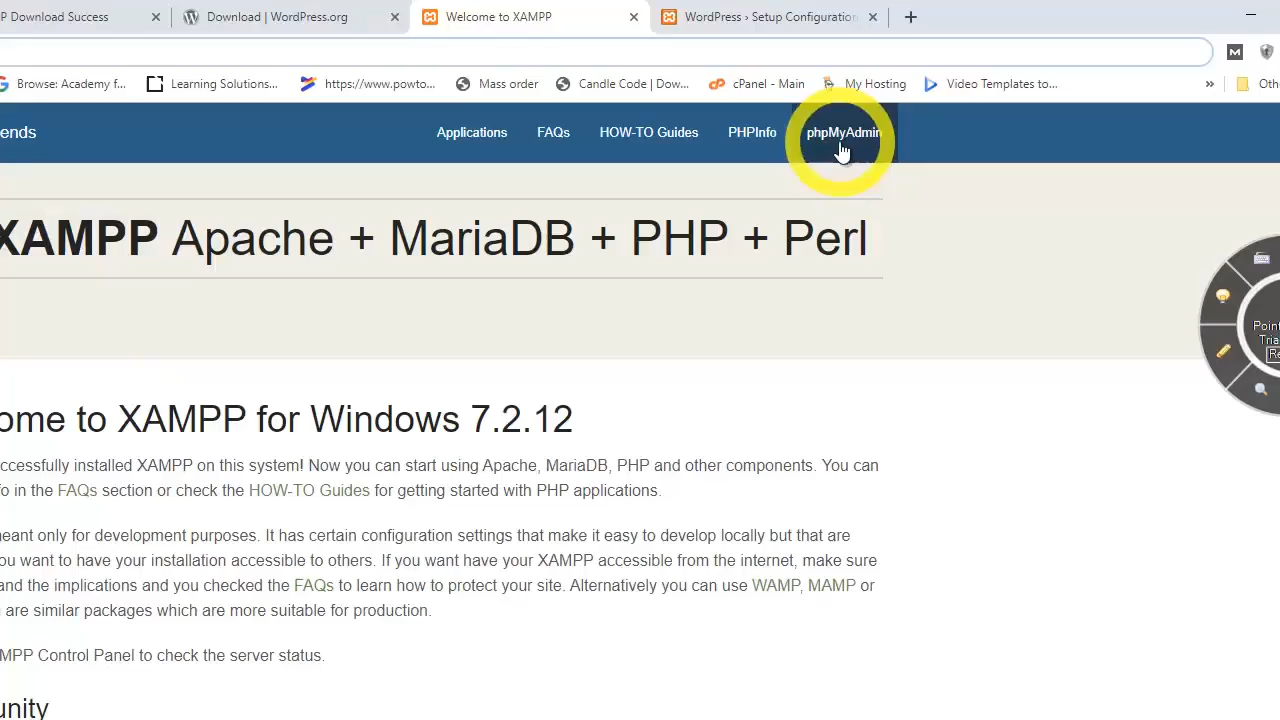 P Download Success
Download | WordPress.org
Welcome to XAMPP
WordPress › Setup Configuration
Browse: Academy f...
Learning Solutions...
https://www.powto...
Mass order
Candle Code | Dow...
cPanel - Main
My Hosting
Video Templates to...
»
Othe
M
ends
Applications
FAQs
HOW-TO Guides
PHPInfo
phpMyAdmin
XAMPP Apache + MariaDB + PHP + Perl
Point
Tria
Re
ome to XAMPP for Windows 7.2.12
ccessfully installed XAMPP on this system! Now you can start using Apache, MariaDB, PHP and other components. You can
fo in the FAQs section or check the HOW-TO Guides for getting started with PHP applications.
meant only for development purposes. It has certain configuration settings that make it easy to develop locally but that are
you want to have your installation accessible to others. If you want have your XAMPP accessible from the internet, make sure
and the implications and you checked the FAQs to learn how to protect your site. Alternatively you can use WAMP, MAMP or
are similar packages which are more suitable for production.
MPP Control Panel to check the server status.
unity